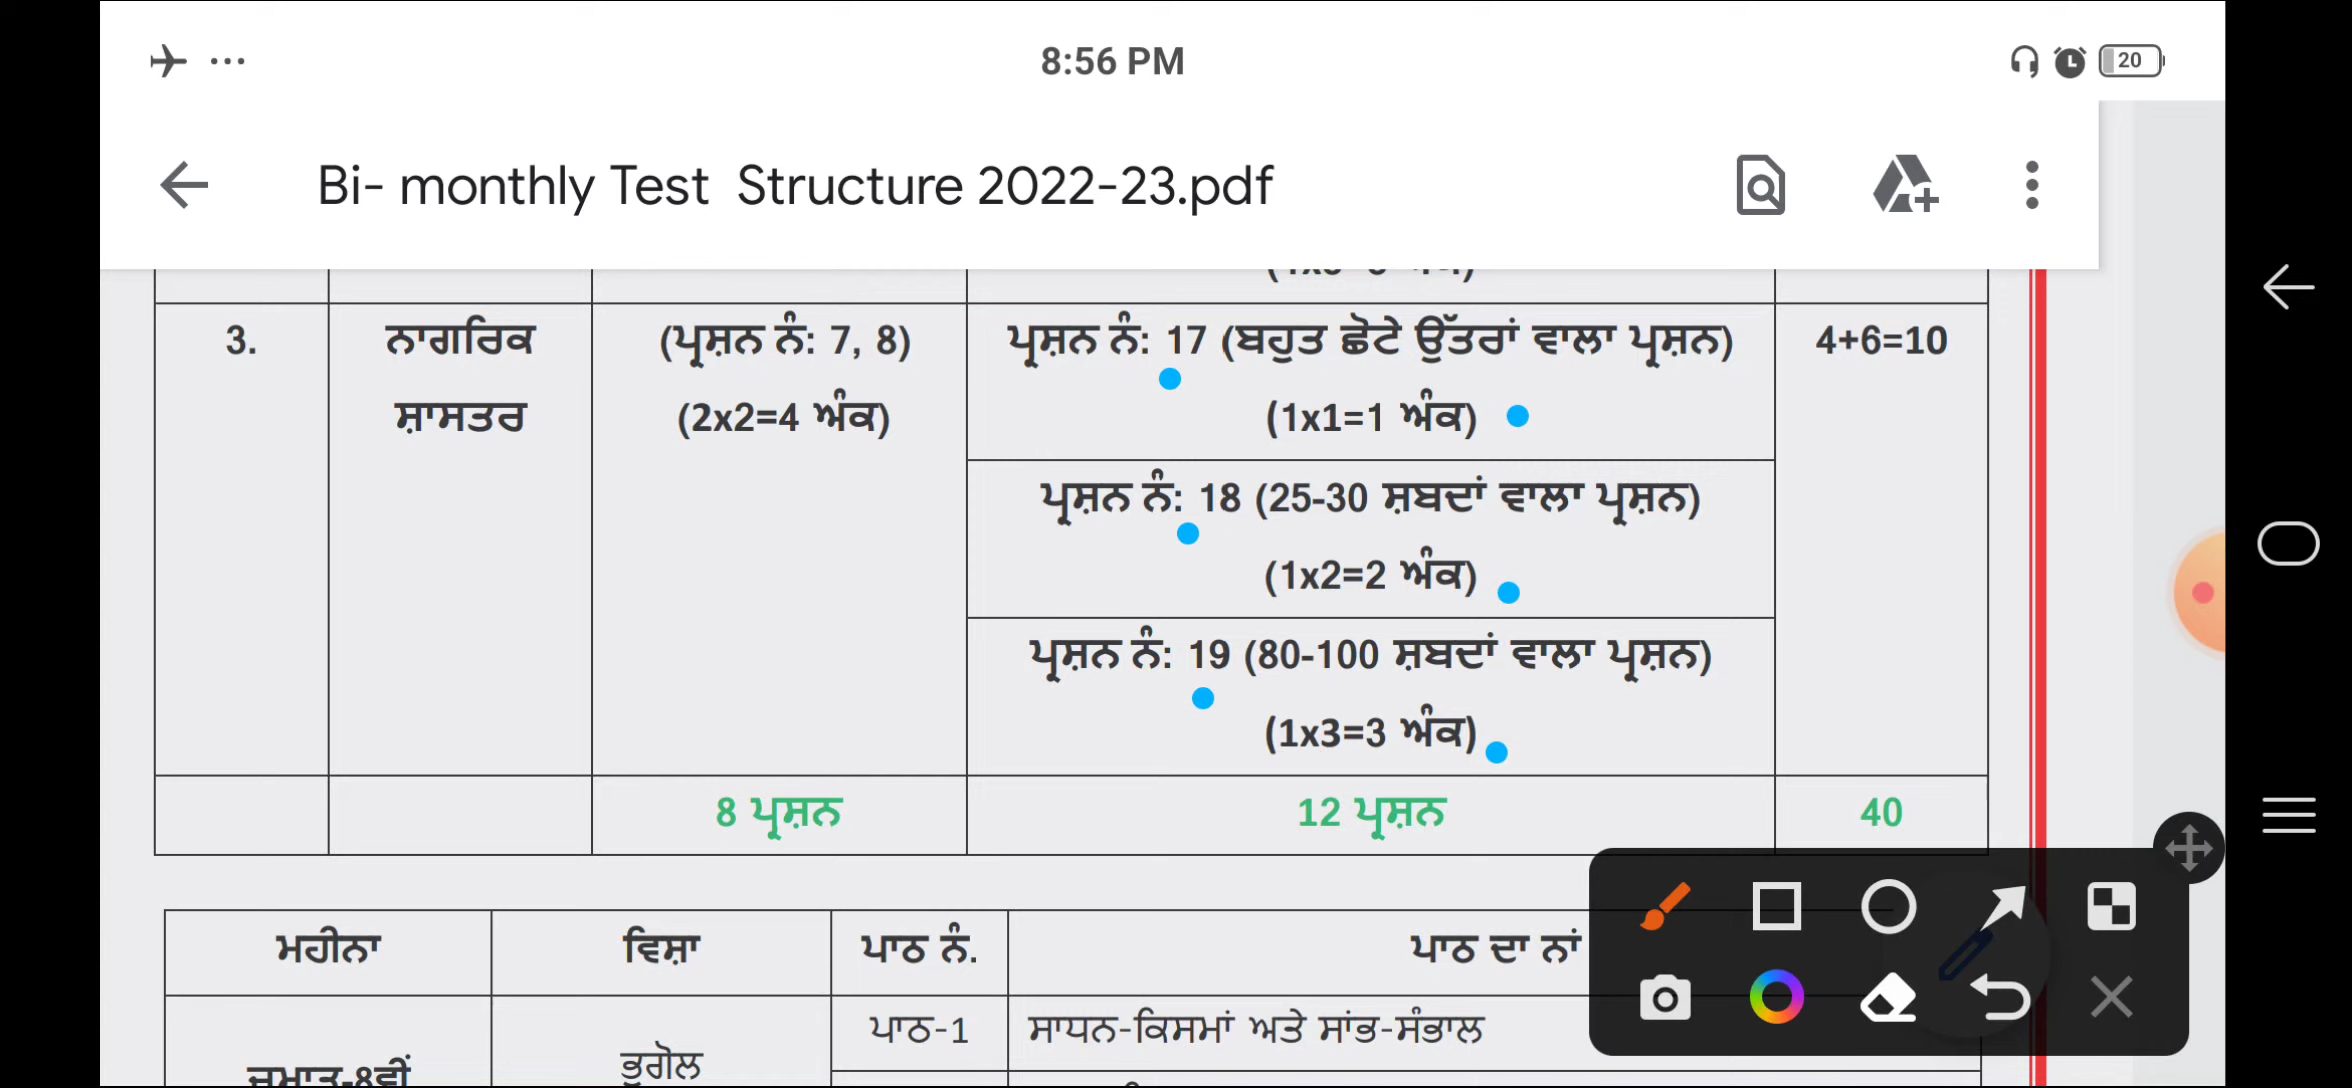 8:56 PM
20
Bi- monthly Test Structure 2022-23.pdf
3.
ਨਾਗਰਿਕ
ਸ਼ਾਸਤਰ
(ਪ੍ਰਸ਼ਨ ਨੰ: 7, 8)
(2x2=4 ਅੰਕ)
ਪ੍ਰਸ਼ਨ ਨੰ: 17 (ਬਹੁਤ ਛੋਟੇ ਉੱਤਰਾਂ ਵਾਲਾ ਪ੍ਰਸ਼ਨ)
(1x1=1 ਅੰਕ)
4+6=10
ਪ੍ਰਸ਼ਨ ਨੰ: 18 (25-30 ਸ਼ਬਦਾਂ ਵਾਲਾ ਪ੍ਰਸ਼ਨ)
(1x2=2 ਅੰਕ)
ਪ੍ਰਸ਼ਨ ਨੰ: 19 (80-100 ਸ਼ਬਦਾਂ ਵਾਲਾ ਪ੍ਰਸ਼ਨ)
(1x3=3 ਅੰਕ)
8 ਪ੍ਰਸ਼ਨ
12 ਪ੍ਰਸ਼ਨ
40
ਮਹੀਨਾ
ਵਿਸ਼ਾ
ਪਾਠ ਨੰ.
ਪਾਠ ਦਾ ਨਾਂ
ਜਮਾਤ-8ਵੀਂ
ਭੂਗੋਲ
ਪਾਠ-1
ਸਾਧਨ-ਕਿਸਮਾਂ ਅਤੇ ਸਾਂਭ-ਸੰਭਾਲ